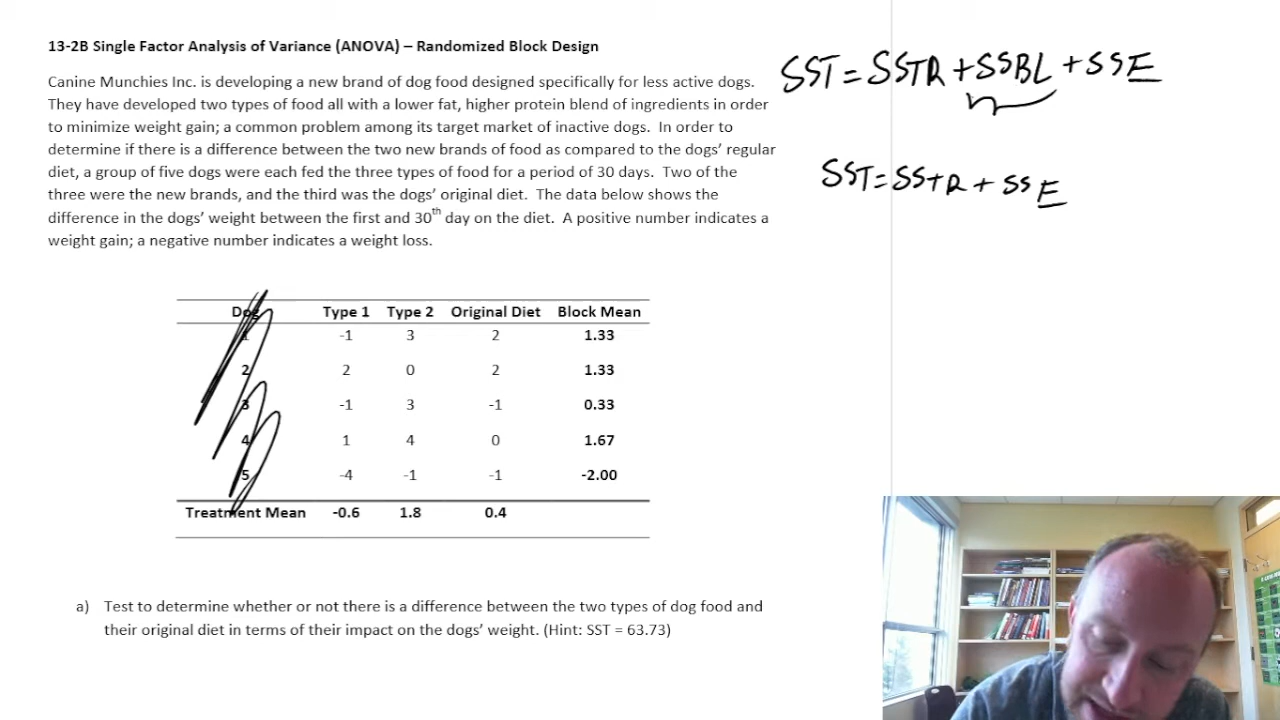 13-2B Single Factor Analysis of Variance (ANOVA) – Randomized Block Design
SST = SSTR + SSBL + SSE
Canine Munchies Inc. is developing a new brand of dog food designed specifically for less active dogs.
They have developed two types of food all with a lower fat, higher protein blend of ingredients in order
to minimize weight gain; a common problem among its target market of inactive dogs. In order to
determine if there is a difference between the two new brands of food as compared to the dogs' regular
diet, a group of five dogs were each fed the three types of food for a period of 30 days. Two of the
three were the new brands, and the third was the dogs' original diet. The data below shows the
difference in the dogs' weight between the first and 30th day on the diet. A positive number indicates a
weight gain; a negative number indicates a weight loss.
SST = SSTR + SSE
Dog Type 1 Type 2 Original Diet Block Mean
1 -1 3 2 1.33
2 2 0 2 1.33
3 -1 3 -1 0.33
4 1 4 0 1.67
5 -4 -1 -1 -2.00
Treatment Mean -0.6 1.8 0.4
a) Test to determine whether or not there is a difference between the two types of dog food and
their original diet in terms of their impact on the dogs' weight. (Hint: SST = 63.73)